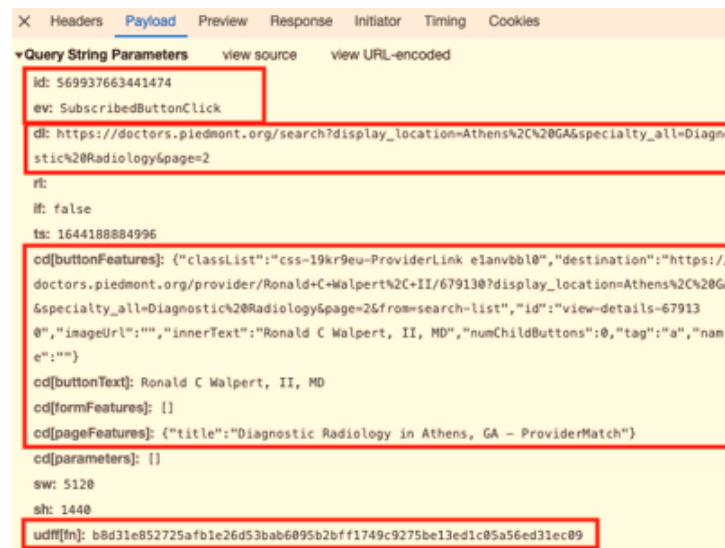 × Headers Payload Preview Response Initiator Timing Cookies
▼Query String Parameters view source view URL-encoded
id: 569937663441474
ev: SubscribedButtonClick
dl: https://doctors.piedmont.org/search?display_location=Athens%2C%20GA&specialty_all=Diagno
stic%20Radiology&page=2
rl:
if: false
ts: 1644188884996
cd[buttonFeatures]: {"classList":"css-19kr9eu-ProviderLink e1anvbbl0","destination":"https://
doctors.piedmont.org/provider/Ronald+C+Walpert%2C+II/679130?display_location=Athens%2C%20GA
&specialty_all=Diagnostic%20Radiology&page=2&from=search-list","id":"view-details-67913
0","imageUrl":"","innerText":"Ronald C Walpert, II, MD","numChildButtons":0,"tag":"a","nam
e":""}
cd[buttonText]: Ronald C Walpert, II, MD
cd[formFeatures]: []
cd[pageFeatures]: {"title":"Diagnostic Radiology in Athens, GA – ProviderMatch"}
cd[parameters]: []
sw: 5120
sh: 1440
udff[fn]: b8d31e852725afb1e26d53bab6095b2bff1749c9275be13ed1c05a56ed31ec09